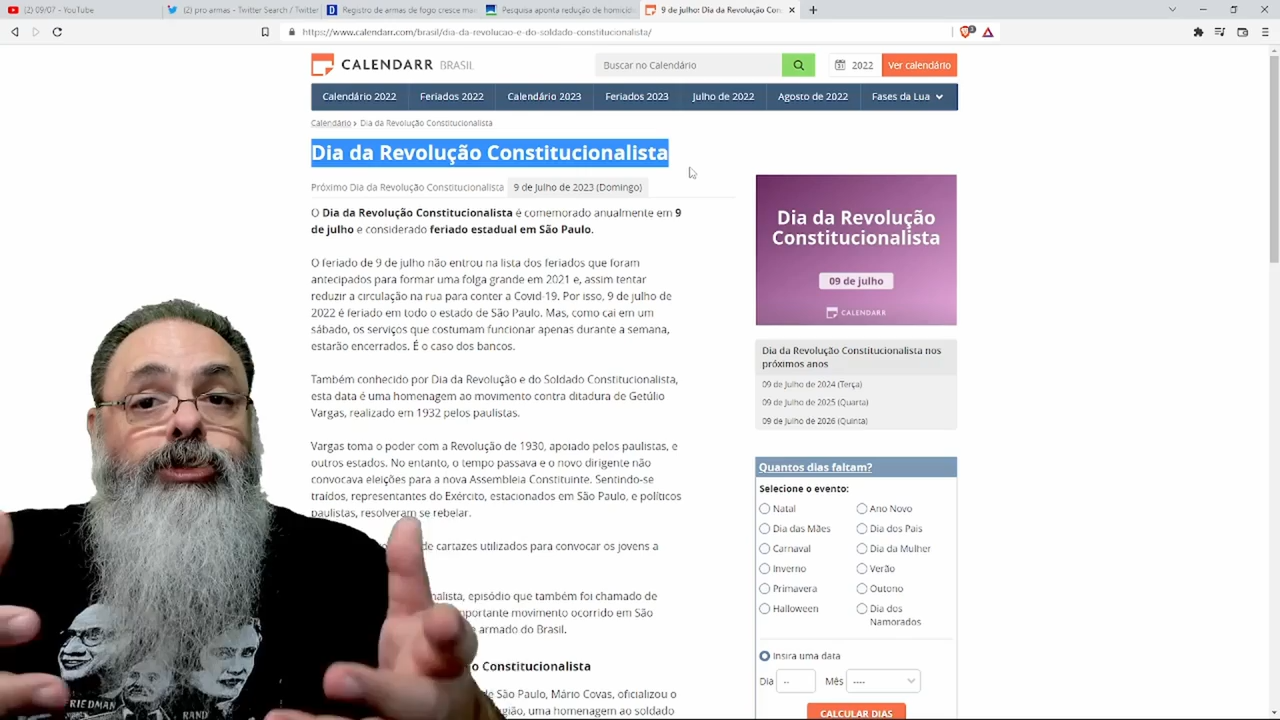 (2) 09/07 - YouTube
(2) pro armas - Twitter Search / Twitter
Registro de armas de fogo cresce ma
Pesquisa aponta redução de homicíd
9 de julho: Dia da Revolução Con
https://www.calendarr.com/brasil/dia-da-revolucao-e-do-soldado-constitucionalista/
CALENDARR BRASIL
Buscar no Calendário
2022
Ver calendário
Calendário 2022
Feriados 2022
Calendário 2023
Feriados 2023
Julho de 2022
Agosto de 2022
Fases da Lua
Calendário › Dia da Revolução Constitucionalista
Dia da Revolução Constitucionalista
Próximo Dia da Revolução Constitucionalista 9 de Julho de 2023 (Domingo)
O Dia da Revolução Constitucionalista é comemorado anualmente em 9
de julho e considerado feriado estadual em São Paulo.
O feriado de 9 de julho não entrou na lista dos feriados que foram
antecipados para formar uma folga grande em 2021 e, assim tentar
reduzir a circulação na rua para conter a Covid-19. Por isso, 9 de julho de
2022 é feriado em todo o estado de São Paulo. Mas, como cai em um
sábado, os serviços que costumam funcionar apenas durante a semana,
estarão encerrados. É o caso dos bancos.
Também conhecido por Dia da Revolução e do Soldado Constitucionalista,
esta data é uma homenagem ao movimento contra ditadura de Getúlio
Vargas, realizado em 1932 pelos paulistas.
Vargas toma o poder com a Revolução de 1930, apoiado pelos paulistas, e
outros estados. No entanto, o tempo passava e o novo dirigente não
convocava eleições para a nova Assembleia Constituinte. Sentindo-se
traídos, representantes do Exército, estacionados em São Paulo, e políticos
paulistas, resolveram se rebelar.
de cartazes utilizados para convocar os jovens a
nalista, episódio que também foi chamado de
mportante movimento ocorrido em São
armado do Brasil.
o Constitucionalista
de São Paulo, Mário Covas, oficializou o
gião, uma homenagem ao soldado
Dia da Revolução
Constitucionalista
09 de julho
CALENDARR
Dia da Revolução Constitucionalista nos
próximos anos
09 de Julho de 2024 (Terça)
09 de Julho de 2025 (Quarta)
09 de Julho de 2026 (Quinta)
Quantos dias faltam?
Selecione o evento:
Natal
Ano Novo
Dia das Mães
Dia dos Pais
Carnaval
Dia da Mulher
Inverno
Verão
Primavera
Outono
Halloween
Dia dos
Namorados
Insira uma data
Dia -- Mês ----
CALCULAR DIAS
FRIEDMAN
RAND